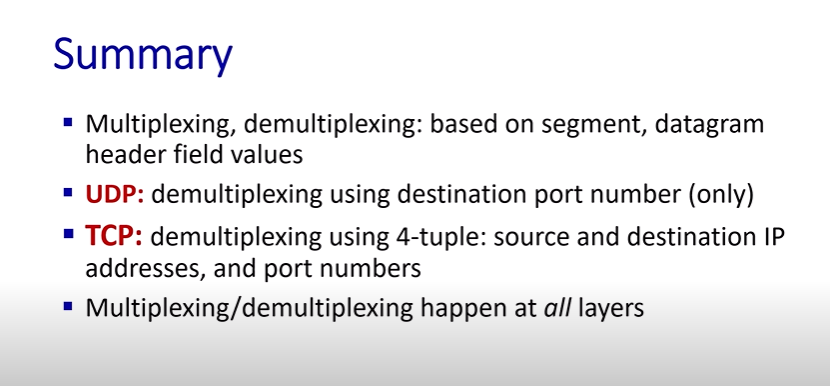 Summary
▪ Multiplexing, demultiplexing: based on segment, datagram
header field values
▪ UDP: demultiplexing using destination port number (only)
▪ TCP: demultiplexing using 4-tuple: source and destination IP
addresses, and port numbers
▪ Multiplexing/demultiplexing happen at all layers